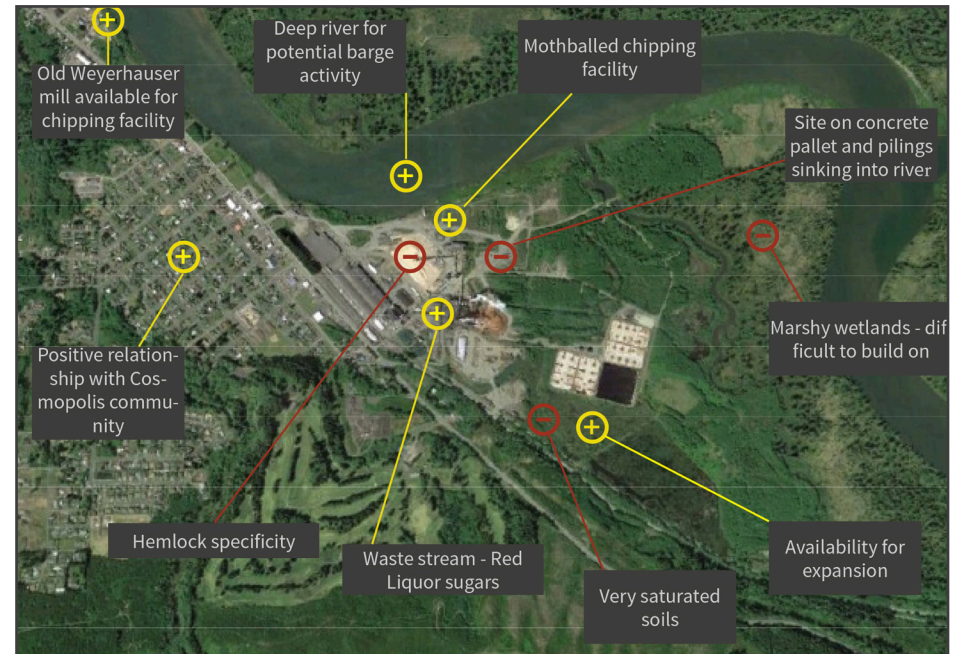 Old Weyerhauser
mill available for
chipping facility
Deep river for
potential barge
activity
Mothballed chipping
facility
Site on concrete
pallet and pilings
sinking into river
Marshy wetlands - dif
ficult to build on
Positive relation-
ship with Cos-
mopolis commu-
nity
Hemlock specificity
Waste stream - Red
Liquor sugars
Very saturated
soils
Availability for
expansion